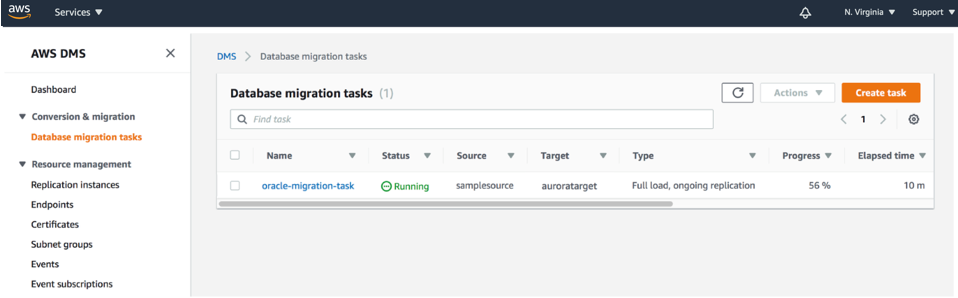 aws Services N. Virginia Support
AWS DMS
Dashboard
Conversion & migration
Database migration tasks
Resource management
Replication instances
Endpoints
Certificates
Subnet groups
Events
Event subscriptions
DMS > Database migration tasks
Database migration tasks (1) Actions Create task
Find task 1
Name Status Source Target Type Progress Elapsed time
oracle-migration-task Running samplesource auroratarget Full load, ongoing replication 56 % 10 m